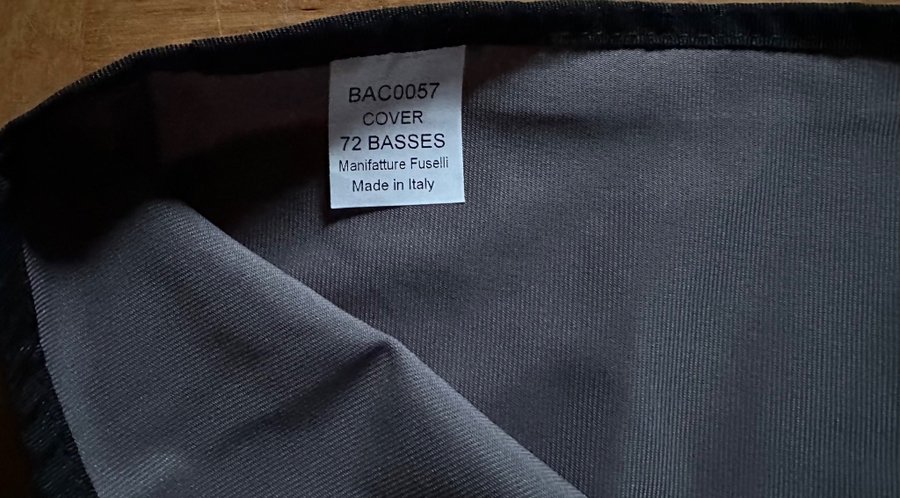 BAC0057
COVER
72 BASSES
Manifatture Fuselli
Made in Italy